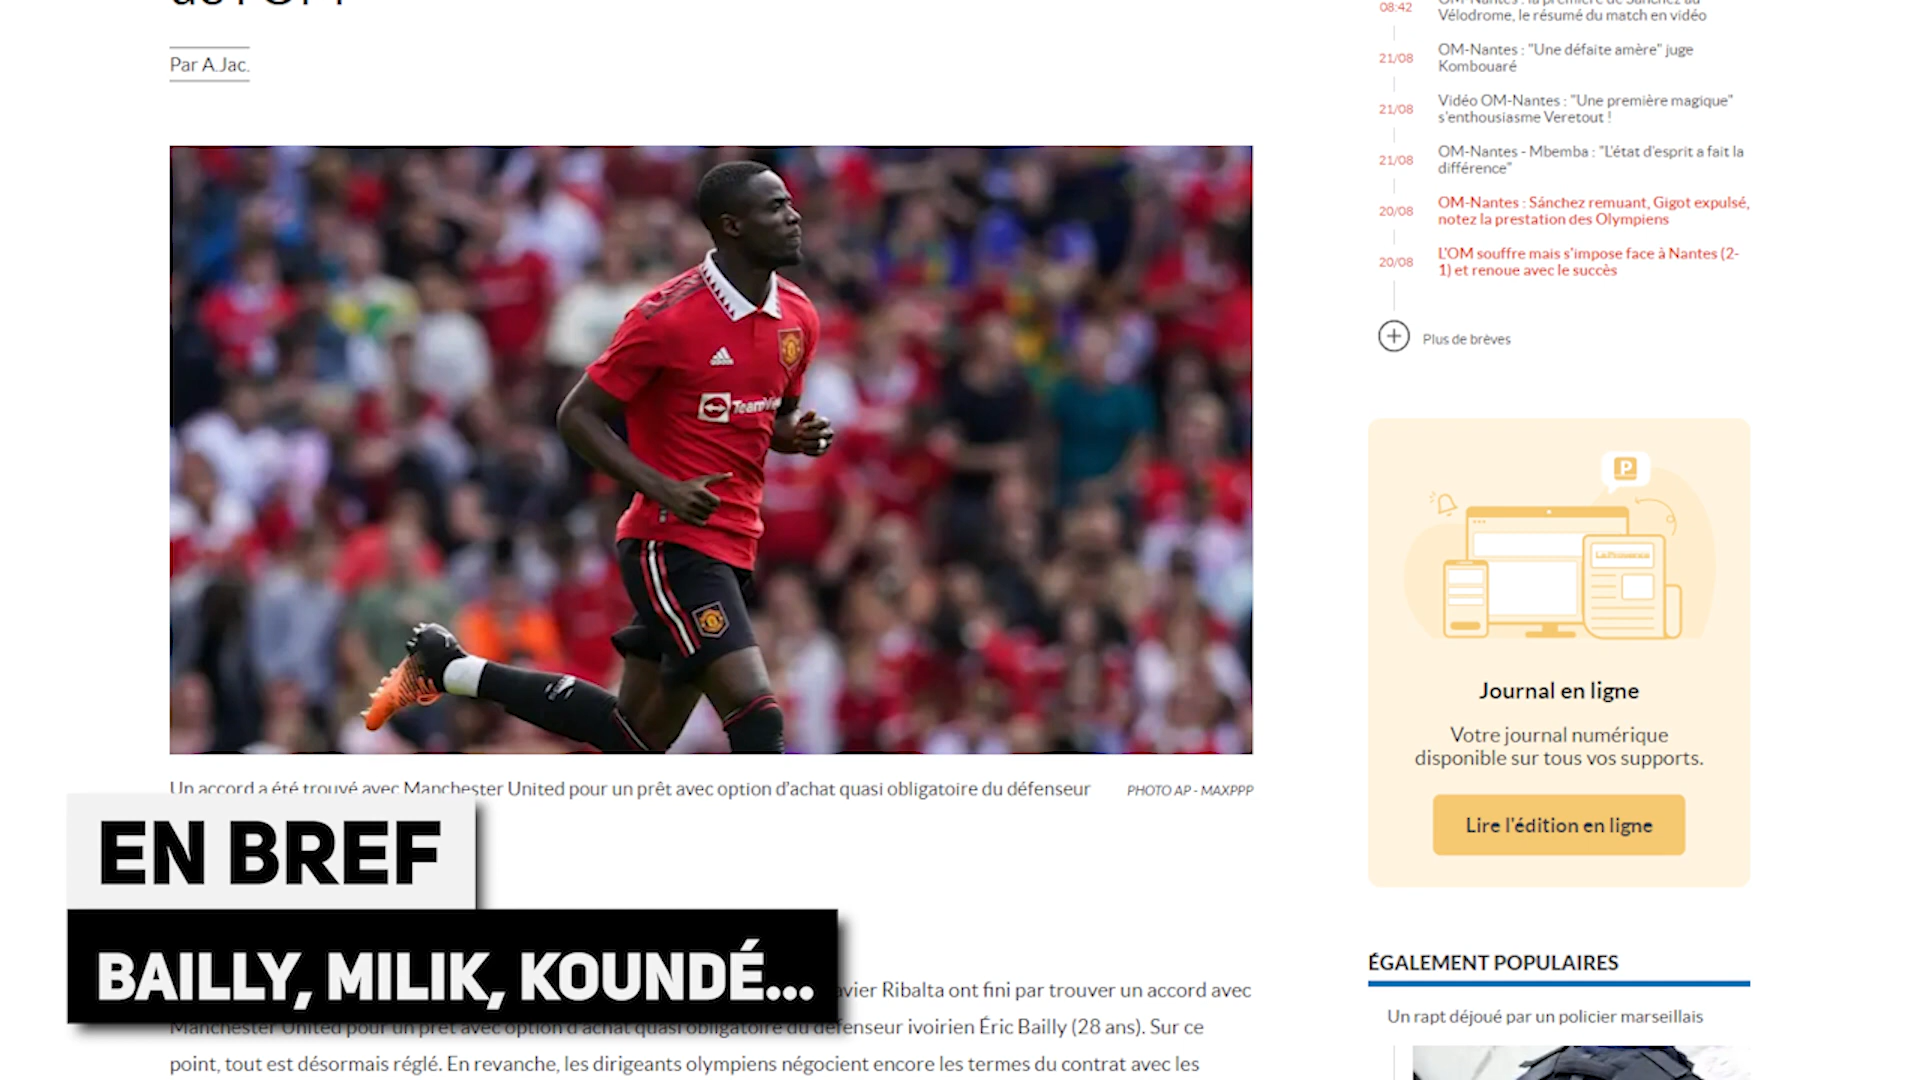 Par A.Jac.
TeamVi
Un accord a été trouvé avec Manchester United pour un prêt avec option d'achat quasi obligatoire du défenseur
PHOTO AP - MAXPPP
EN BREF
BAILLY, MILIK, KOUNDÉ...
avier Ribalta ont fini par trouver un accord avec
Manchester United pour un prêt avec option d'achat quasi obligatoire du défenseur ivoirien Éric Bailly (28 ans). Sur ce
point, tout est désormais réglé. En revanche, les dirigeants olympiens négocient encore les termes du contrat avec les
08:42
OM-Nantes : la première de Sánchez au
Vélodrome, le résumé du match en vidéo
21/08
OM-Nantes : "Une défaite amère" juge
Kombouaré
21/08
Vidéo OM-Nantes : "Une première magique"
s'enthousiasme Veretout !
21/08
OM-Nantes - Mbemba : "L'état d'esprit a fait la
différence"
20/08
OM-Nantes : Sánchez remuant, Gigot expulsé,
notez la prestation des Olympiens
20/08
L'OM souffre mais s'impose face à Nantes (2-
1) et renoue avec le succès
Plus de brèves
P
La Provence
Journal en ligne
Votre journal numérique
disponible sur tous vos supports.
Lire l'édition en ligne
ÉGALEMENT POPULAIRES
Un rapt déjoué par un policier marseillais